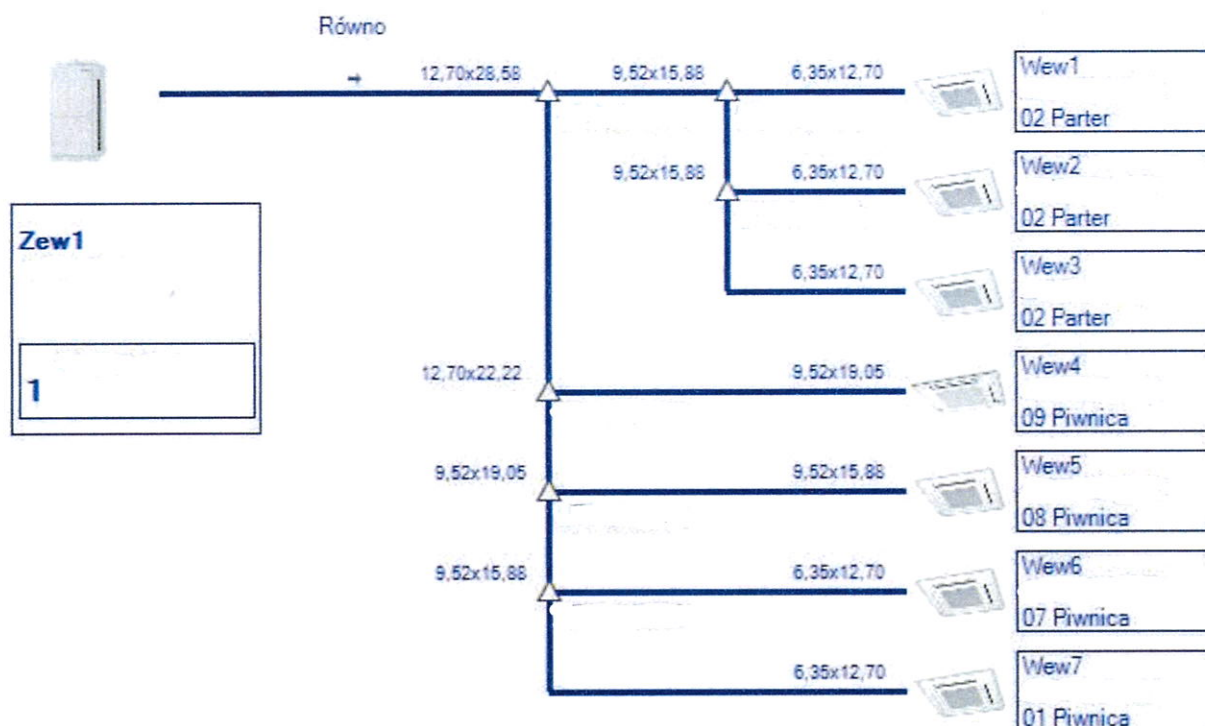 Równo
12,70x28,58
9,52x15,88
6,35x12,70
Wew1
02 Parter
9,52x15,88
6,35x12,70
Wew2
02 Parter
Zew1
1
6,35x12,70
Wew3
02 Parter
12,70x22,22
9,52x19,05
Wew4
09 Piwnica
9,52x19,05
9,52x15,88
Wew5
08 Piwnica
9,52x15,88
6,35x12,70
Wew6
07 Piwnica
6,35x12,70
Wew7
01 Piwnica